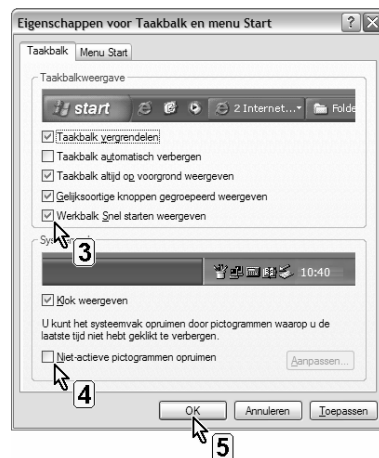 Eigenschappen voor Taakbalk en menu Start
Taakbalk Menu Start
Taakbalkweergave
start 2 Internet... Folde
Taakbalk vergrendelen
Taakbalk automatisch verbergen
Taakbalk altijd op voorgrond weergeven
Gelijksoortige knoppen gegroepeerd weergeven
Werkbalk Snel starten weergeven
3
10:40
Klok weergeven
U kunt het systeemvak opruimen door pictogrammen waarop u de
laatste tijd niet hebt geklikt te verbergen.
Niet-actieve pictogrammen opruimen
Aanpassen...
4
OK Annuleren Toepassen
5